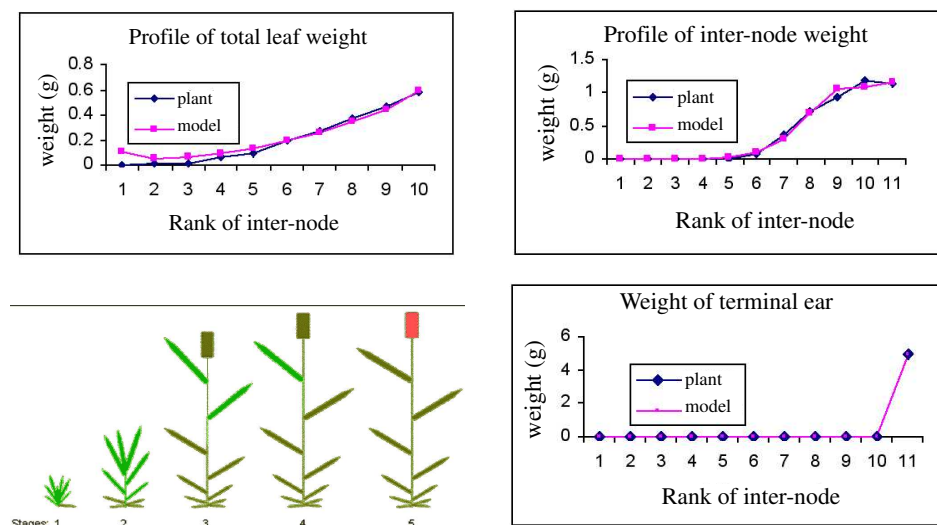 Profile of total leaf weight
weight (g)
0.8
0.6
0.4
0.2
0
plant
model
1 2 3 4 5 6 7 8 9 10
Rank of inter-node
Profile of inter-node weight
weight (g)
1.5
1
0.5
0
plant
model
1 2 3 4 5 6 7 8 9 10 11
Rank of inter-node
Stages: 1 2 3 4 5
Weight of terminal ear
weight (g)
6
4
2
0
plant
model
1 2 3 4 5 6 7 8 9 10 11
Rank of inter-node